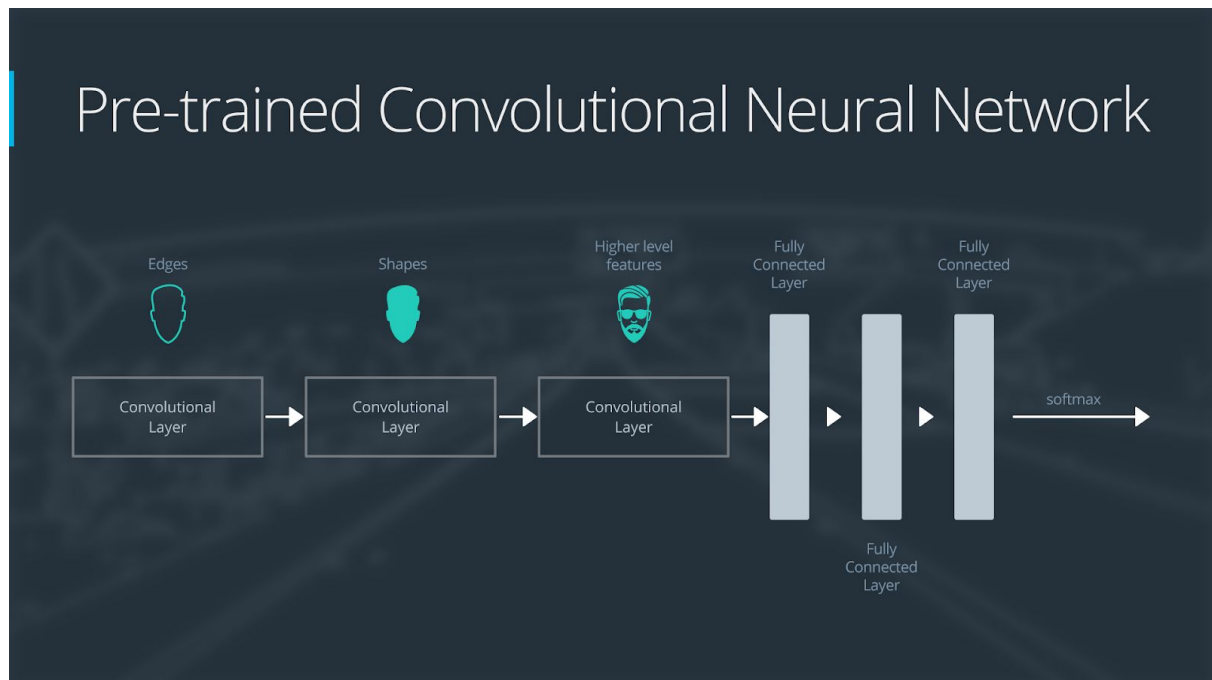 Pre-trained Convolutional Neural Network
Edges
Shapes
Higher level
features
Fully
Connected
Layer
Fully
Connected
Layer
Convolutional
Layer
Convolutional
Layer
Convolutional
Layer
softmax
Fully
Connected
Layer